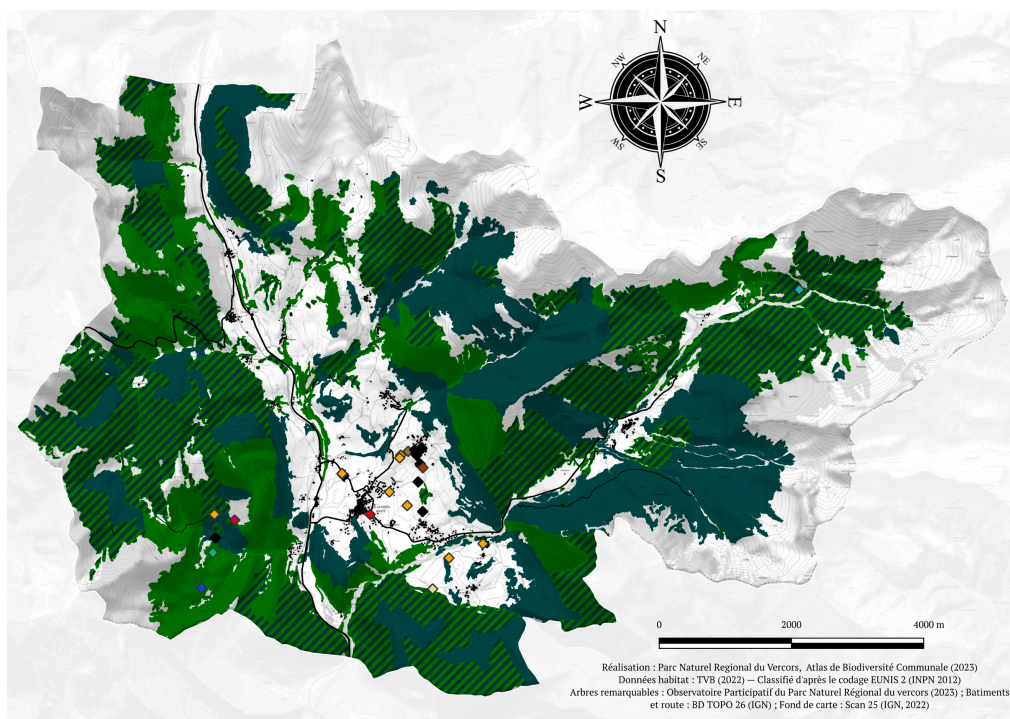 N
NW
NE
W
E
SW
SE
S
0
2000
4000 m
Réalisation : Parc Naturel Regional du Vercors, Atlas de Biodiversité Communale (2023)
Données habitat : TVB (2022) — Classifié d'après le codage EUNIS 2 (INPN 2012)
Arbres remarquables : Observatoire Participatif du Parc Naturel Régional du vercors (2023) ; Batiments
et route : BD TOPO 26 (IGN) ; Fond de carte : Scan 25 (IGN, 2022)